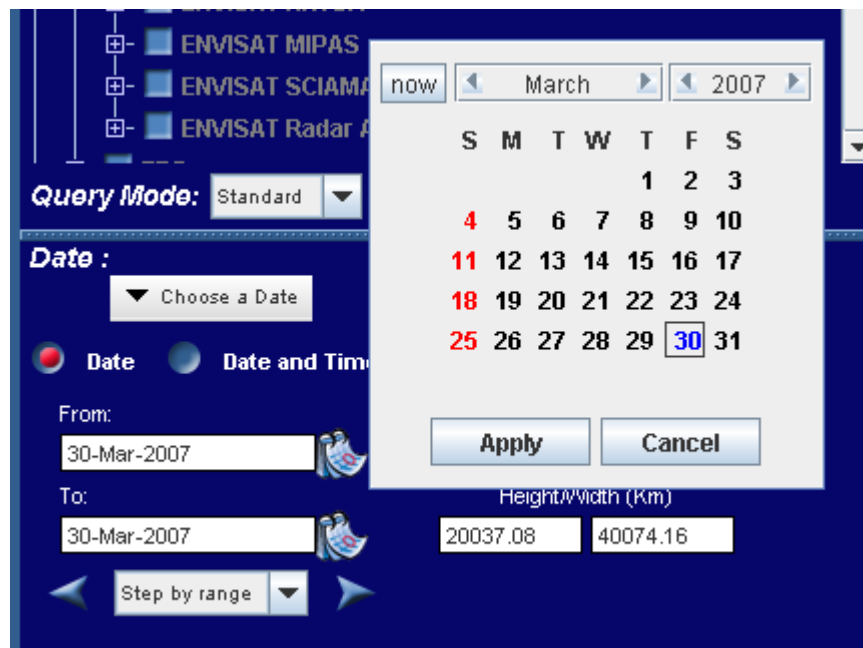 ENVISAT MIPAS
ENVISAT SCIAMA
ENVISAT Radar A
now March 2007
S M T W T F S
1 2 3
4 5 6 7 8 9 10
11 12 13 14 15 16 17
18 19 20 21 22 23 24
25 26 27 28 29 30 31
Apply Cancel
Query Mode: Standard
Date :
Choose a Date
Date Date and Time
From:
30-Mar-2007
To: Height/Width (Km)
30-Mar-2007 20037.08 40074.16
Step by range